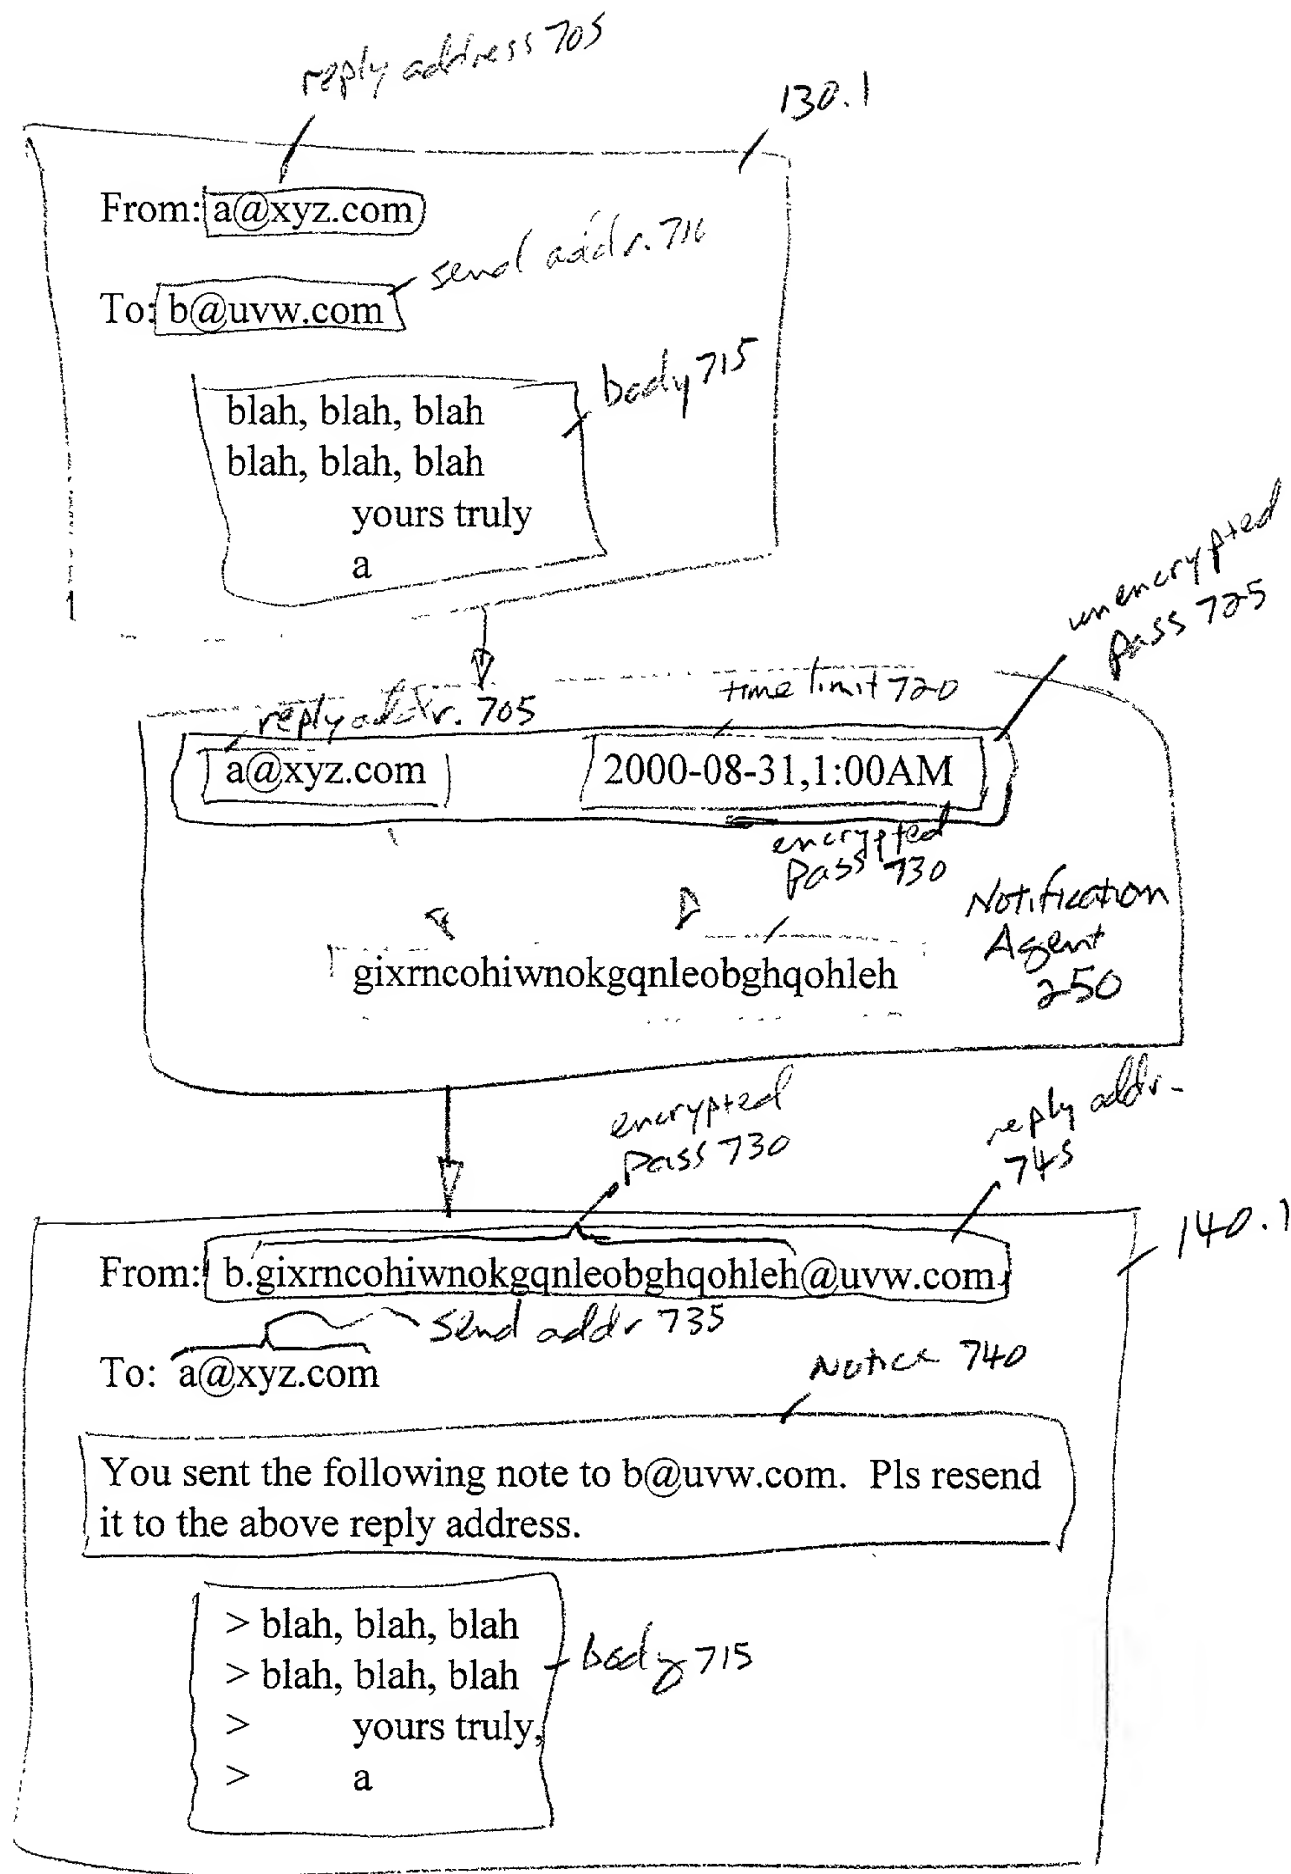 reply address 705
130.1
From: a@xyz.com
send addr. 710
To: b@uvw.com
body 715
blah, blah, blah
blah, blah, blah
yours truly
a
unencrypted
Pass 725
reply addr. 705
time limit 720
a@xyz.com 2000-08-31,1:00AM
encrypted
Pass 730
Notification
Agent
250
gixrncohiwnokgqnleobghqohleh
encrypted
Pass 730
reply addr.
745
140.1
From: b.gixrncohiwnokgqnleobghqohleh@uvw.com
Send addr 735
To: a@xyz.com
Notice 740
You sent the following note to b@uvw.com. Pls resend
it to the above reply address.
> blah, blah, blah
> blah, blah, blah
> yours truly,
> a
body 715